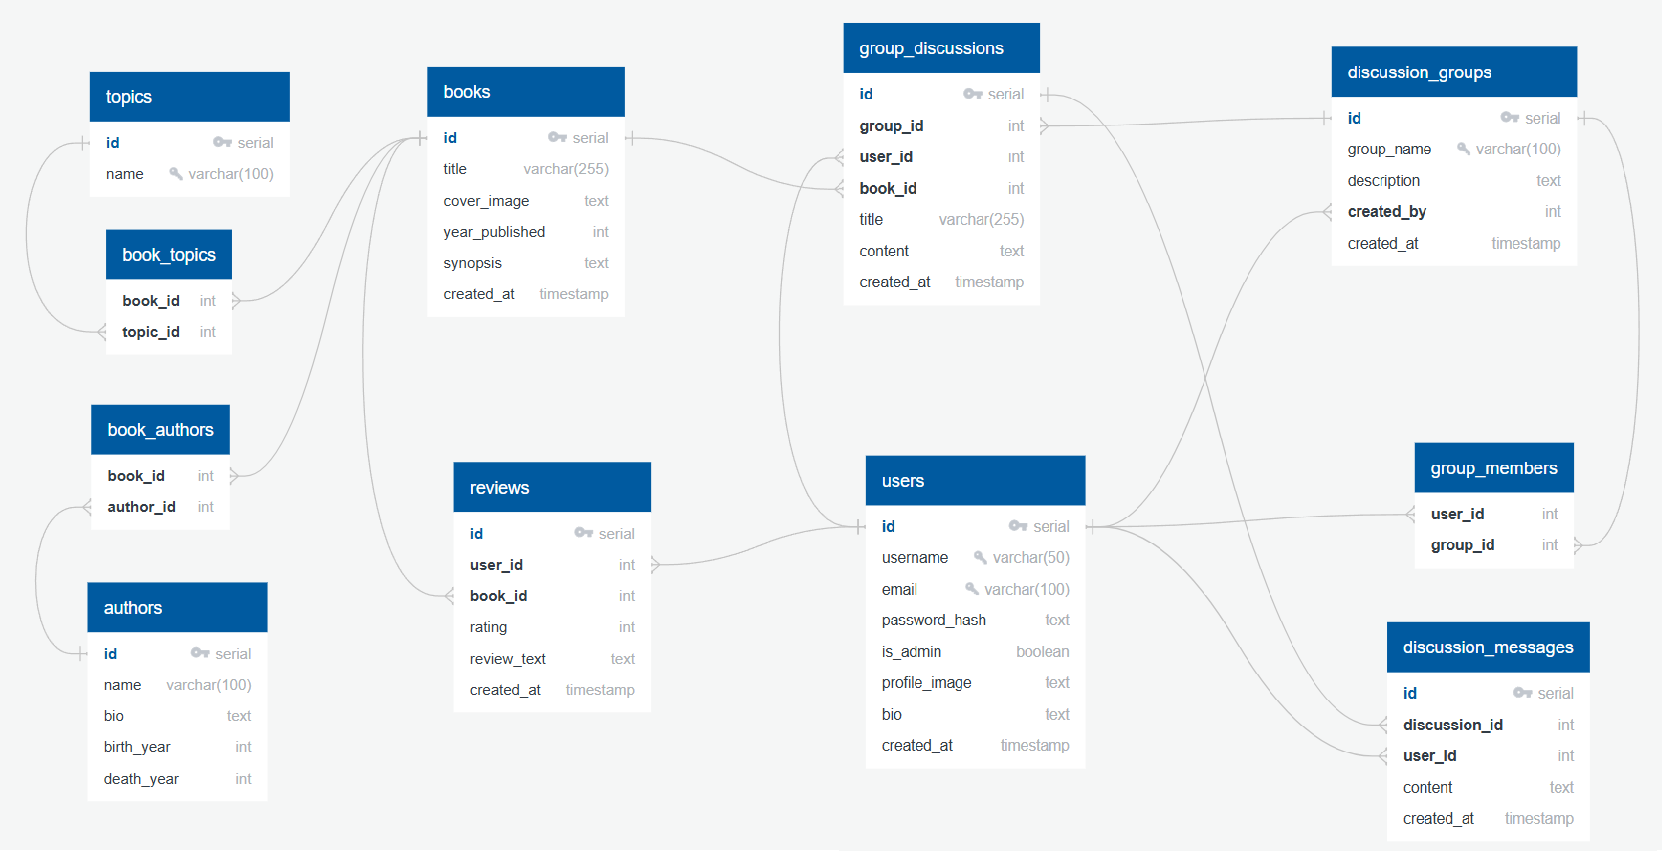 topics
id serial
name varchar(100)
book_topics
book_id int
topic_id int
book_authors
book_id int
author_id int
authors
id serial
name varchar(100)
bio text
birth_year int
death_year int
books
id serial
title varchar(255)
cover_image text
year_published int
synopsis text
created_at timestamp
reviews
id serial
user_id int
book_id int
rating int
review_text text
created_at timestamp
group_discussions
id serial
group_id int
user_id int
book_id int
title varchar(255)
content text
created_at timestamp
users
id serial
username varchar(50)
email varchar(100)
password_hash text
is_admin boolean
profile_image text
bio text
created_at timestamp
discussion_groups
id serial
group_name varchar(100)
description text
created_by int
created_at timestamp
group_members
user_id int
group_id int
discussion_messages
id serial
discussion_id int
user_id int
content text
created_at timestamp